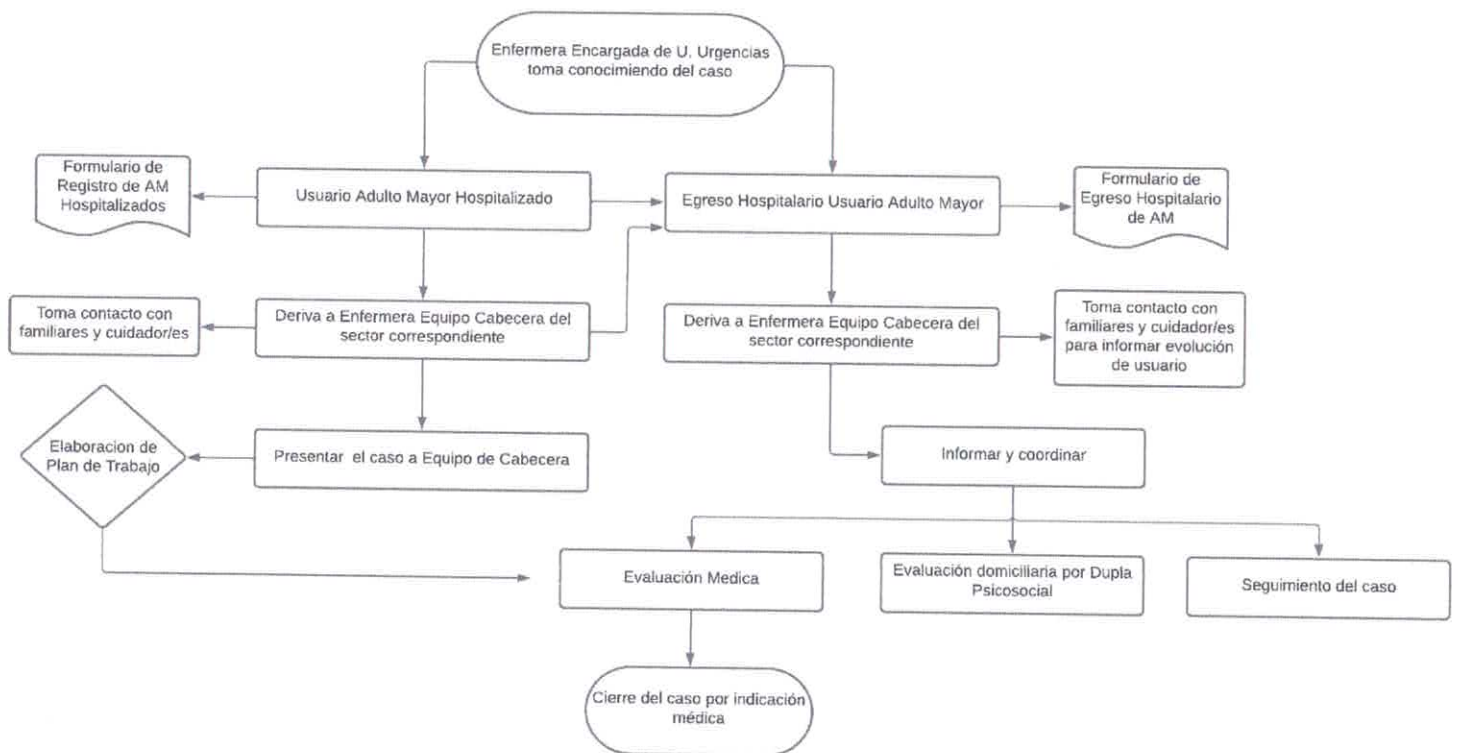 Enfermera Encargada de U. Urgencias
toma conocimiendo del caso
Formulario de
Registro de AM
Hospitalizados
Usuario Adulto Mayor Hospitalizado
Egreso Hospitalario Usuario Adulto Mayor
Formulario de
Egreso Hospitalario
de AM
Toma contacto con
familiares y cuidador/es
Deriva a Enfermera Equipo Cabecera del
sector correspondiente
Deriva a Enfermera Equipo Cabecera del
sector correspondiente
Toma contacto con
familiares y cuidador/es
para informar evolución
de usuario
Elaboracion de
Plan de Trabajo
Presentar el caso a Equipo de Cabecera
Informar y coordinar
Evaluación Medica
Evaluación domiciliaria por Dupla
Psicosocial
Seguimiento del caso
Cierre del caso por indicación
médica